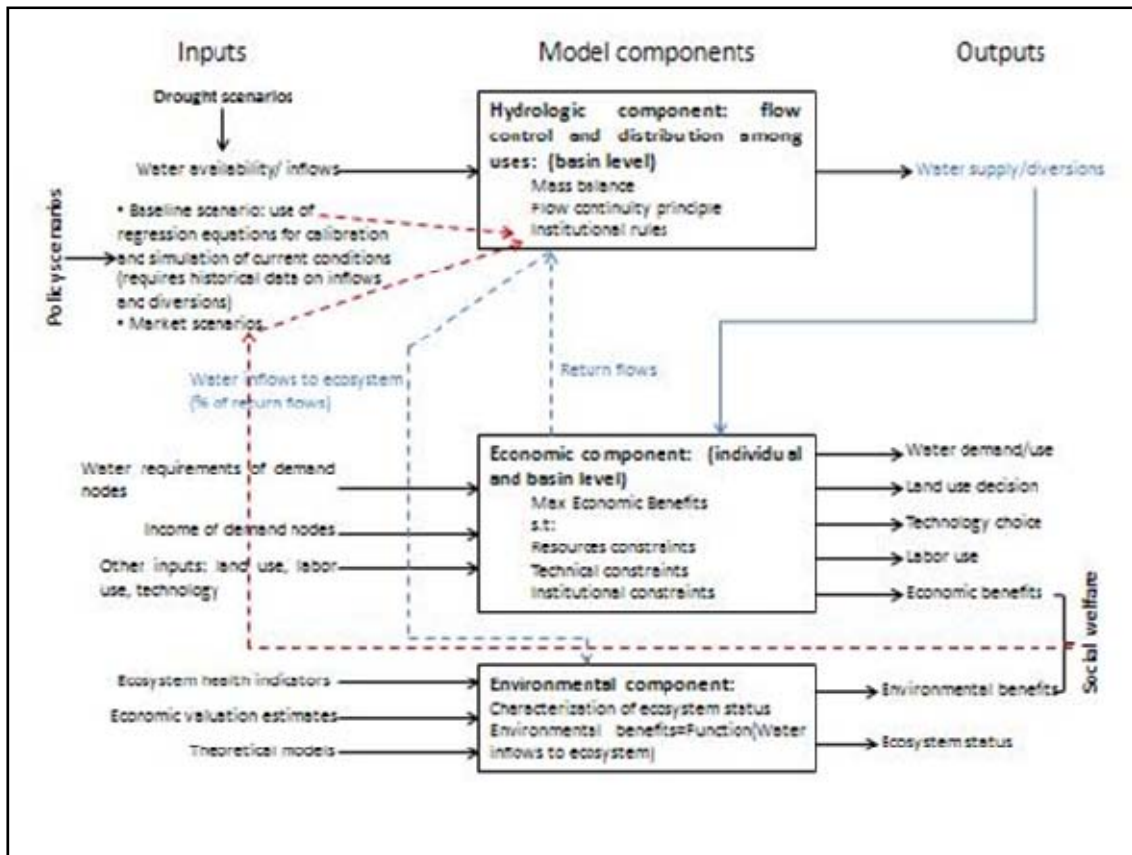 Inputs
Model components
Outputs
Drought scenarios
Water availability/ inflows
Policy scenarios
• Baseline scenario: use of
regression equations for calibration
and simulation of current conditions
(requires historical data on inflows
and diversions)
• Market scenarios
Hydrologic component: flow
control and distribution among
uses: (basin level)
Mass balance
Flow continuity principle
Institutional rules
Water supply/diversions
Water inflows to ecosystem
(% of return flows)
Return flows
Water requirements of demand
nodes
Income of demand nodes
Other inputs: land use, labor
use, technology
Economic component: (individual
and basin level)
Max Economic Benefits
s.t:
Resources constraints
Technical constraints
Institutional constraints
Water demand/use
Land use decision
Technology choice
Labor use
Economic benefits
Social welfare
Ecosystem health indicators
Economic valuation estimates
Theoretical models
Environmental component:
Characterization of ecosystem status
Environmental benefits=Function(Water
inflows to ecosystem)
Environmental benefits
Ecosystem status